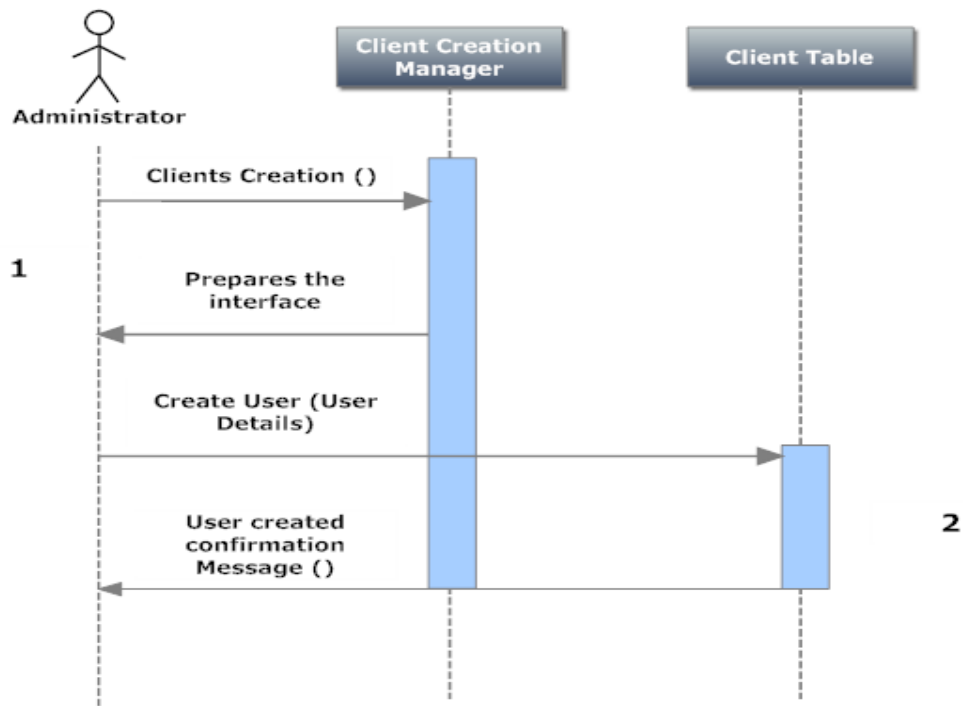 Client Creation
Manager
Client Table
Administrator
Clients Creation ()
1
Prepares the
interface
Create User (User
Details)
User created
confirmation
Message ()
2